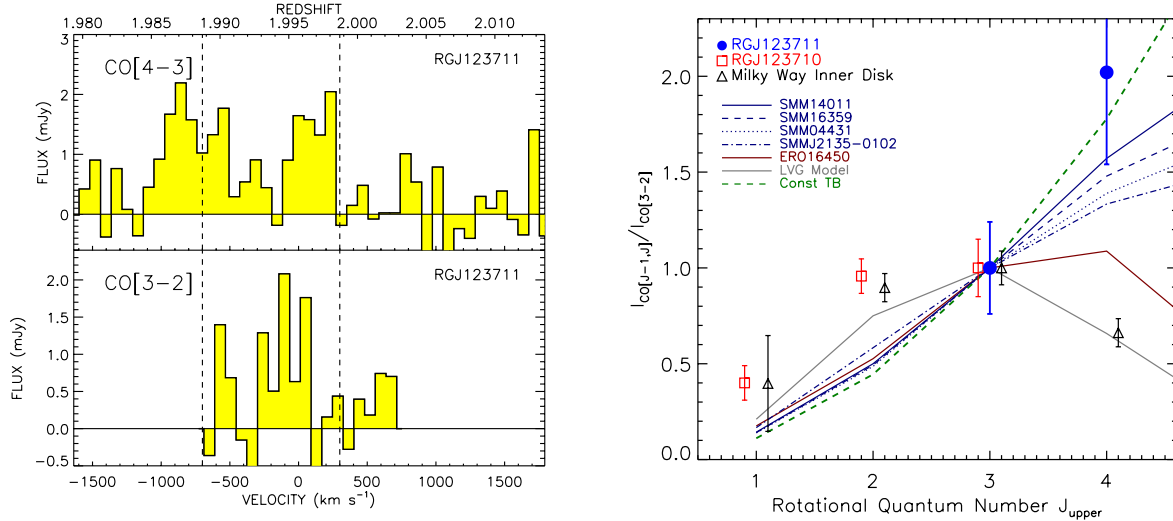 REDSHIFT
1.980 1.985 1.990 1.995 2.000 2.005 2.010
CO[4-3]
RGJ123711
3
2
1
0
FLUX (mJy)
CO[3-2]
RGJ123711
2.0
1.5
1.0
0.5
0.0
-0.5
FLUX (mJy)
-1500 -1000 -500 0 500 1000 1500
VELOCITY (km s⁻¹)
RGJ123711
RGJ123710
Milky Way Inner Disk
SMM14011
SMM16359
SMM04431
SMMJ2135-0102
ERO16450
LVG Model
Const TB
2.0
1.5
1.0
0.5
0.0
I_CO[J-1,J]/I_CO[3-2]
1 2 3 4
Rotational Quantum Number J_upper